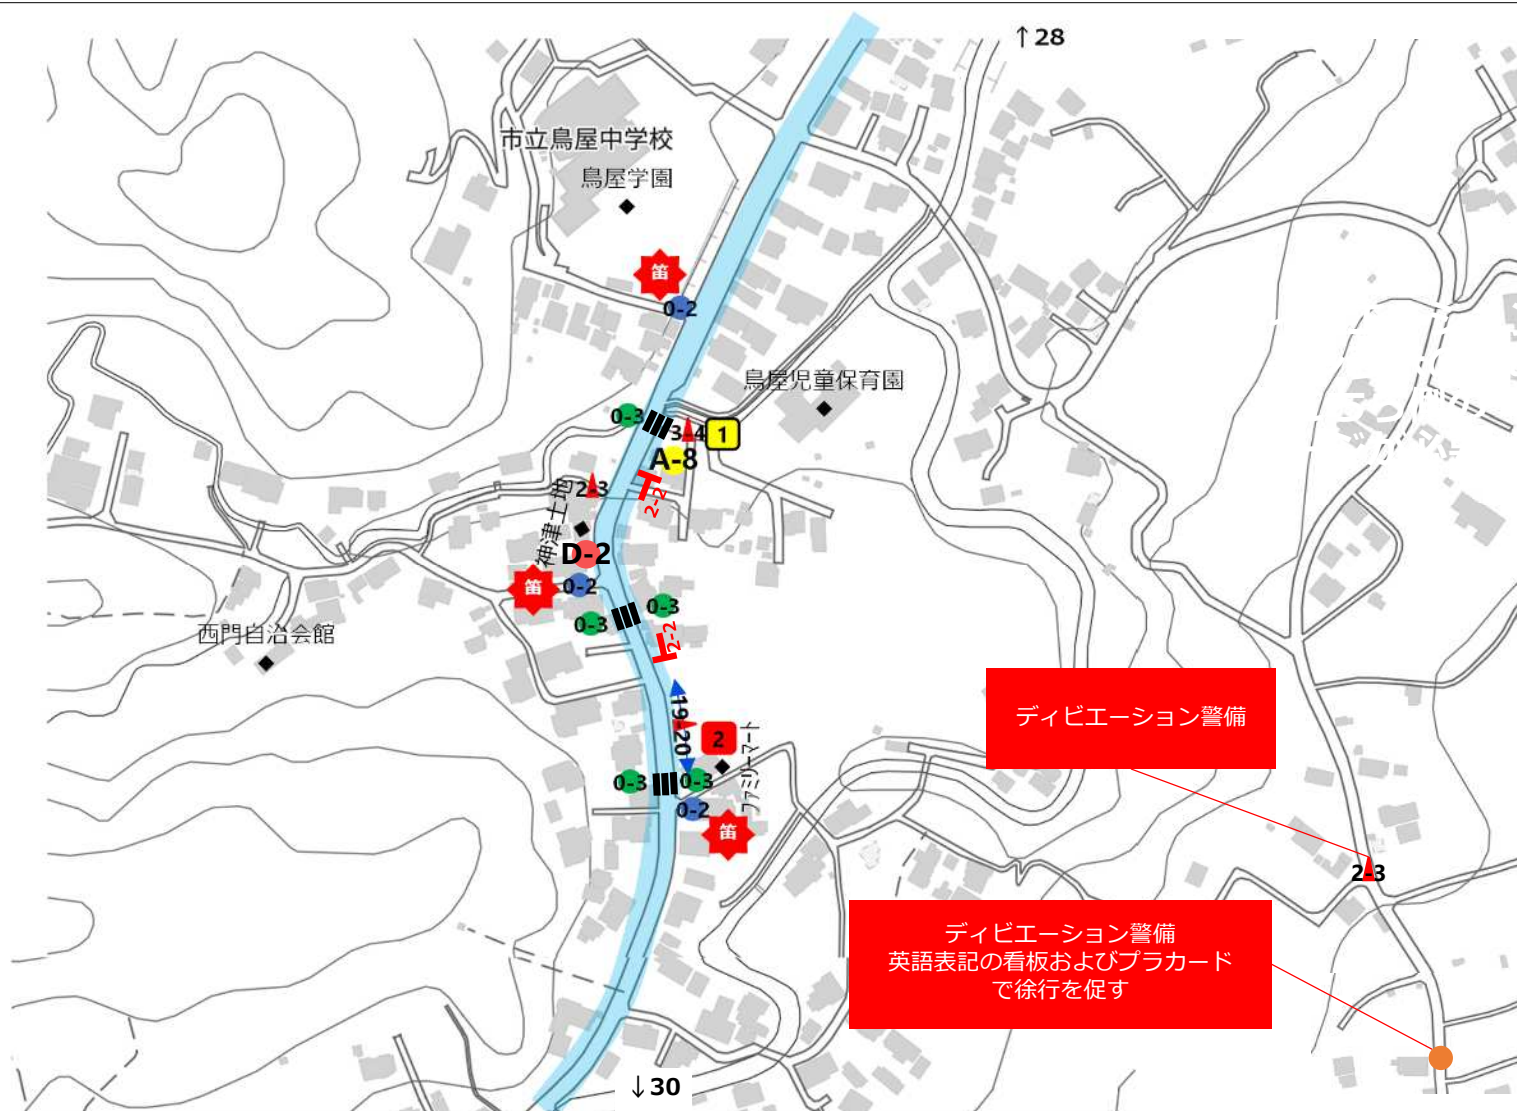 ↑28
市立鳥屋中学校
鳥屋学園
笛
0-2
鳥屋児童保育園
0-3
3-4
1
A-8
2-3
2-2
神津土地
D-2
笛
0-2
0-3
0-3
2-2
西門自治会館
19-20
2
ファミリーマート
0-3
0-3
0-2
笛
ディビエーション警備
2-3
ディビエーション警備
英語表記の看板およびプラカード
で徐行を促す
↓30